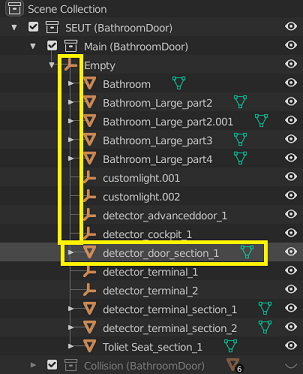 Scene Collection
SEUT (BathroomDoor)
Main (BathroomDoor)
Empty
Bathroom
Bathroom_Large_part2
Bathroom_Large_part2.001
Bathroom_Large_part3
Bathroom_Large_part4
customlight.001
customlight.002
detector_advanceddoor_1
detector_cockpit_1
detector_door_section_1
detector_terminal_1
detector_terminal_2
detector_terminal_section_1
detector_terminal_section_2
Toliet Seat_section_1
Collision (BathroomDoor) 6